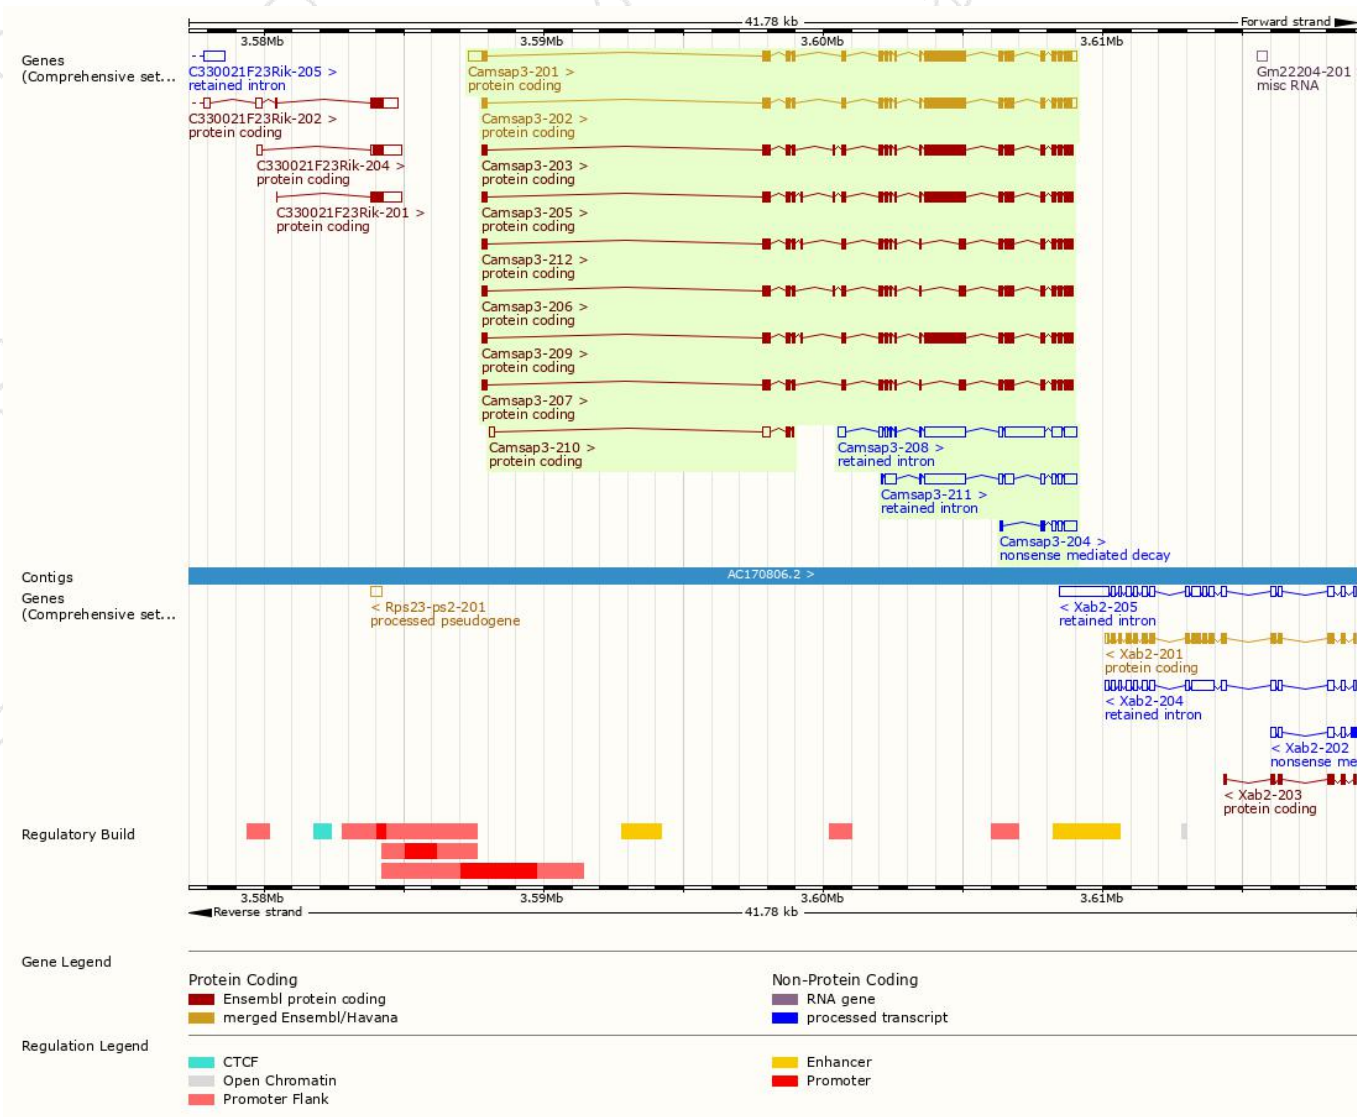 41.78 kb Forward strand
3.58Mb 3.59Mb 3.60Mb 3.61Mb
Genes
(Comprehensive set...
C330021F23Rik-205 >
retained intron
Camsap3-201 >
protein coding
Gm22204-201
misc RNA
C330021F23Rik-202 >
protein coding
Camsap3-202 >
protein coding
C330021F23Rik-204 >
protein coding
Camsap3-203 >
protein coding
C330021F23Rik-201 >
protein coding
Camsap3-205 >
protein coding
Camsap3-212 >
protein coding
Camsap3-206 >
protein coding
Camsap3-209 >
protein coding
Camsap3-207 >
protein coding
Camsap3-210 >
protein coding
Camsap3-208 >
retained intron
Camsap3-211 >
retained intron
Camsap3-204 >
nonsense mediated decay
Contigs
AC170806.2 >
Genes
(Comprehensive set...
< Rps23-ps2-201
processed pseudogene
< Xab2-205
retained intron
< Xab2-201
protein coding
< Xab2-204
retained intron
< Xab2-202
nonsense me
< Xab2-203
protein coding
Regulatory Build
3.58Mb 3.59Mb 3.60Mb 3.61Mb
Reverse strand 41.78 kb
Gene Legend
Protein Coding
Ensembl protein coding
merged Ensembl/Havana
Non-Protein Coding
RNA gene
processed transcript
Regulation Legend
CTCF
Open Chromatin
Promoter Flank
Enhancer
Promoter